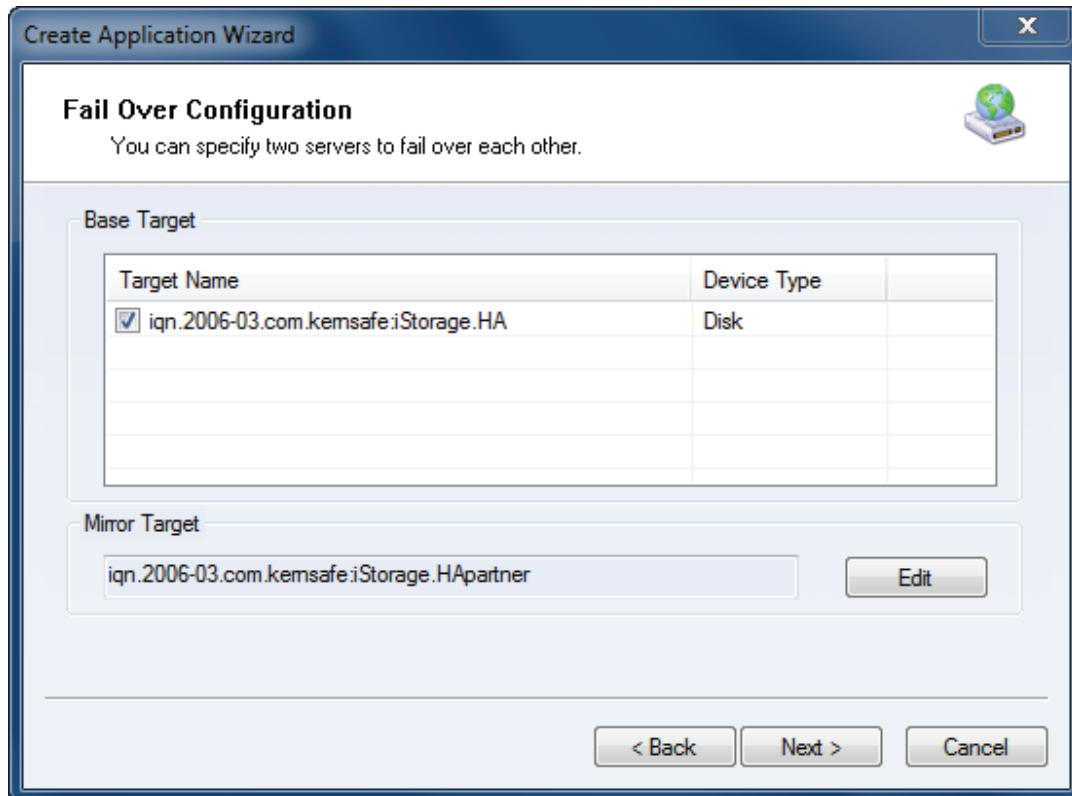 Create Application Wizard
X
Fail Over Configuration
You can specify two servers to fail over each other.
Base Target
Target Name Device Type
iqn.2006-03.com.kernsafe:iStorage.HA Disk
Mirror Target
iqn.2006-03.com.kernsafe:iStorage.HApartner Edit
< Back Next > Cancel